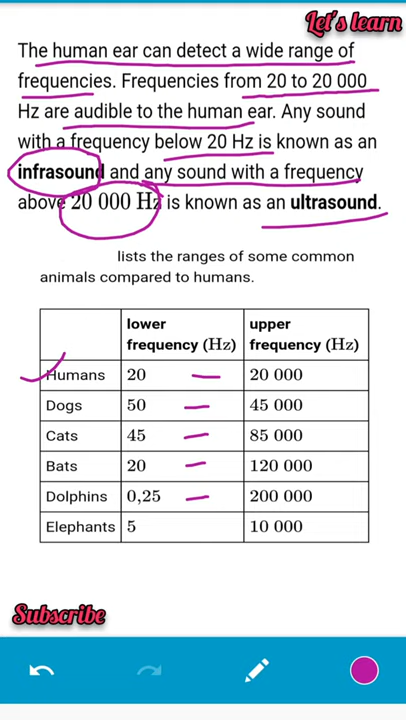 Let's learn
The human ear can detect a wide range of
frequencies. Frequencies from 20 to 20 000
Hz are audible to the human ear. Any sound
with a frequency below 20 Hz is known as an
infrasound and any sound with a frequency
above 20 000 Hz is known as an ultrasound.
lists the ranges of some common
animals compared to humans.
lower frequency (Hz) upper frequency (Hz)
Humans 20 20 000
Dogs 50 45 000
Cats 45 85 000
Bats 20 120 000
Dolphins 0,25 200 000
Elephants 5 10 000
Subscribe